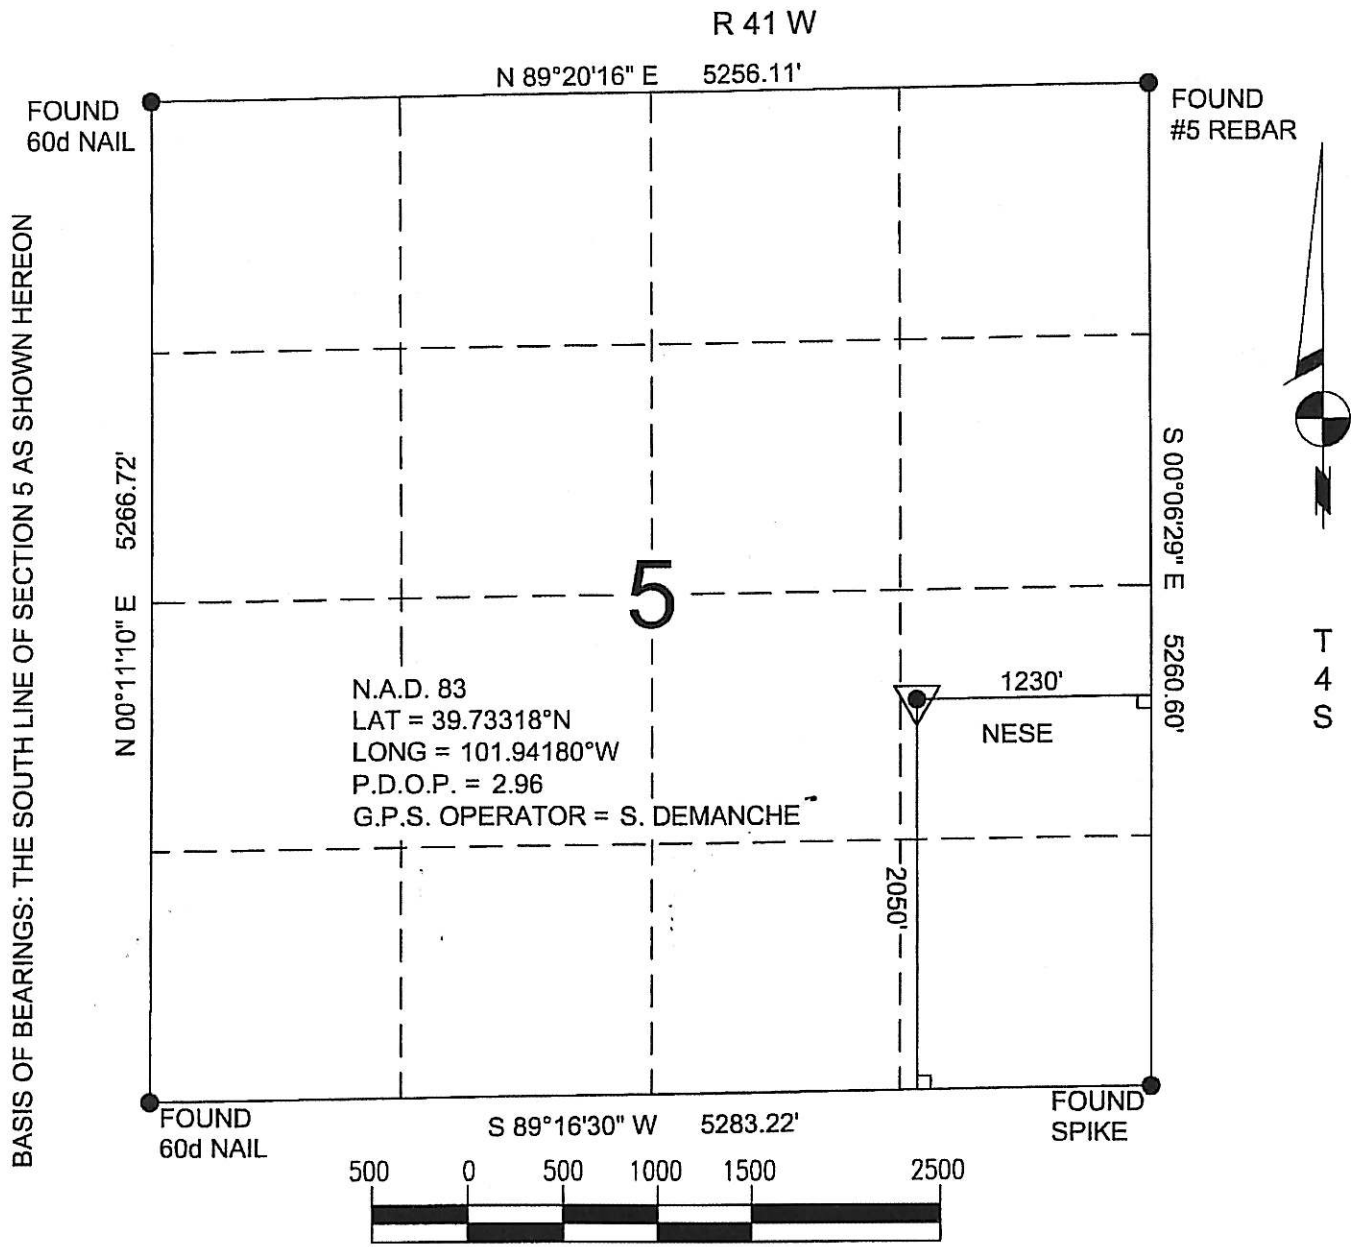 R 41 W
N 89°20'16" E 5256.11'
FOUND
60d NAIL
FOUND
#5 REBAR
BASIS OF BEARINGS: THE SOUTH LINE OF SECTION 5 AS SHOWN HEREON
N 00°11'10" E 5266.72'
S 00°06'29" E 5260.60'
T
4
S
N
5
N.A.D. 83
LAT = 39.73318°N
LONG = 101.94180°W
P.D.O.P. = 2.96
G.P.S. OPERATOR = S. DEMANCHE
1230'
NESE
2050'
FOUND
60d NAIL
S 89°16'30" W 5283.22'
FOUND
SPIKE
500 0 500 1000 1500 2500